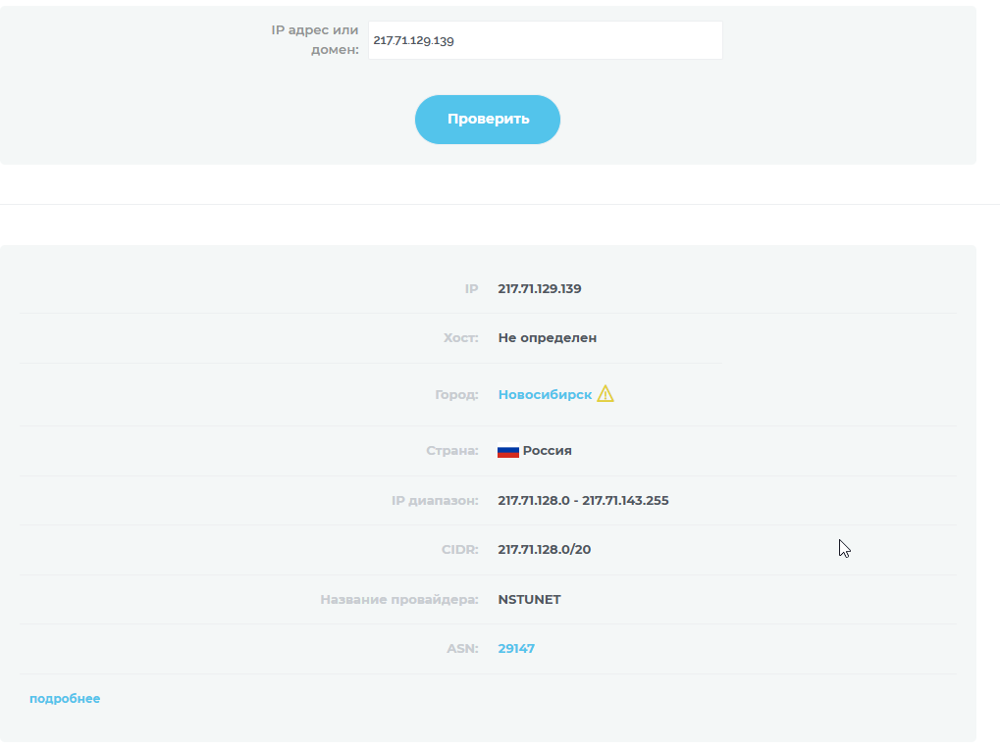 IP адрес или
домен:
217.71.129.139
Проверить
IP 217.71.129.139
Хост: Не определен
Город: Новосибирск
Страна: Россия
IP диапазон: 217.71.128.0 - 217.71.143.255
CIDR: 217.71.128.0/20
Название провайдера: NSTUNET
ASN: 29147
подробнее